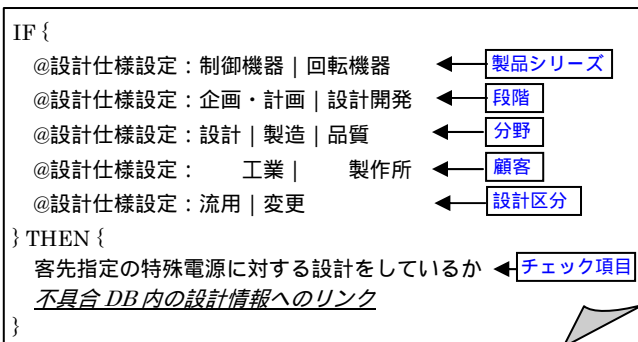 IF {
@設計仕様設定：制御機器 | 回転機器 製品シリーズ
@設計仕様設定：企画・計画 | 設計開発 段階
@設計仕様設定：設計 | 製造 | 品質 分野
@設計仕様設定：　　工業 |　　製作所 顧客
@設計仕様設定：流用 | 変更 設計区分
} THEN {
客先指定の特殊電源に対する設計をしているか チェック項目
不具合 DB 内の設計情報へのリンク
}